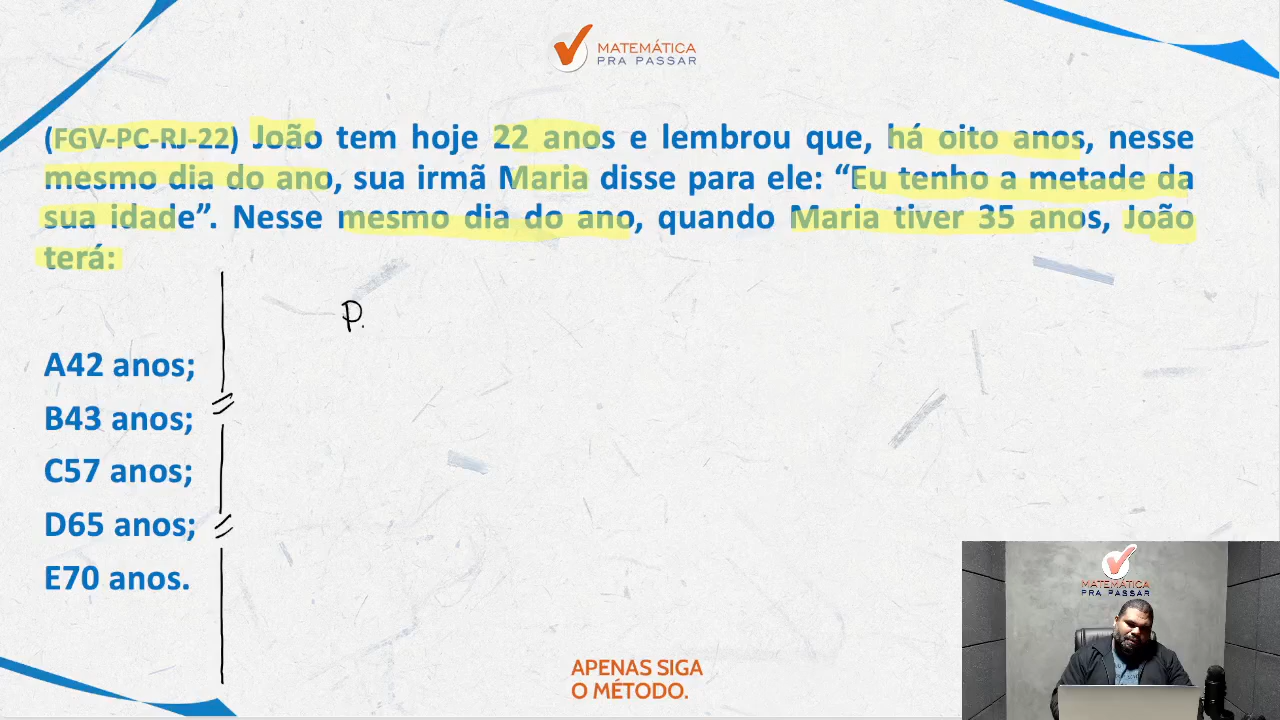 MATEMÁTICA
PRA PASSAR
(FGV-PC-RJ-22) João tem hoje 22 anos e lembrou que, há oito anos, nesse
mesmo dia do ano, sua irmã Maria disse para ele: “Eu tenho a metade da
sua idade”. Nesse mesmo dia do ano, quando Maria tiver 35 anos, João
terá:
P.
A42 anos;
B43 anos;
C57 anos;
D65 anos;
E70 anos.
MATEMÁTICA
PRA PASSAR
APENAS SIGA
O MÉTODO.